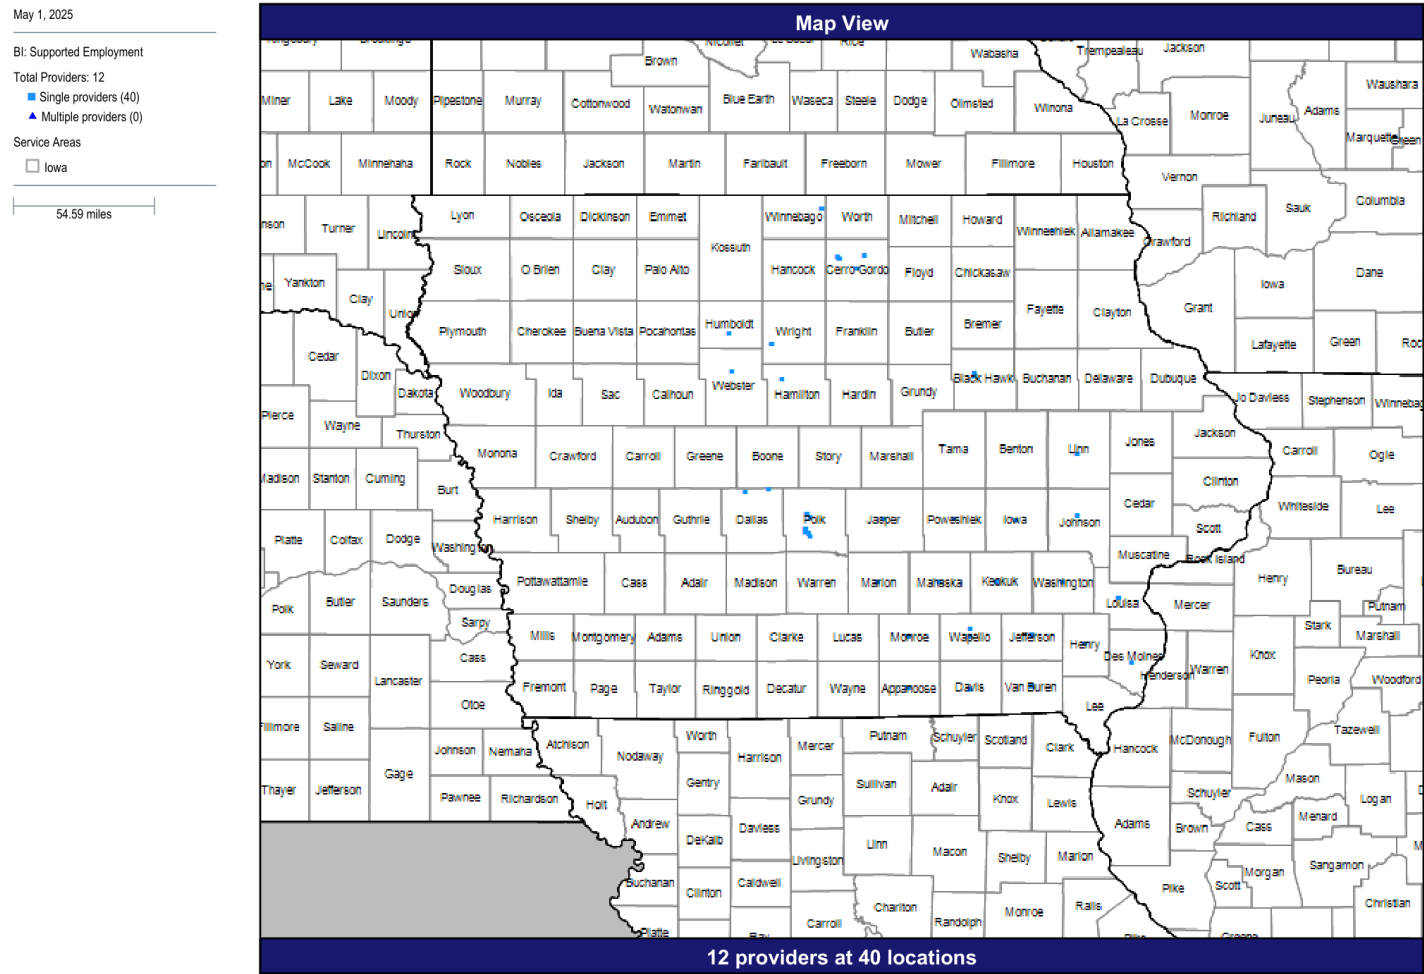 May 1, 2025
BI: Supported Employment
Total Providers: 12
Single providers (40)
Multiple providers (0)
Service Areas
Iowa
54.59 miles
Map View
Brown
Wabasha
Trempealeau
Jackson
Miner Lake Moody Pipestone Murray Cottonwood Watonwan Blue Earth Waseca Steele Dodge Olmsted Winona La Crosse Monroe Juneau Adams Waushara
Marquette Green
McCook Minnehaha Rock Nobles Jackson Martin Faribault Freeborn Mower Fillmore Houston Vernon
Turner Lincoln Lyon Osceola Dickinson Emmet Kossuth Winnebago Worth Mitchell Howard Winneshiek Allamakee Crawford Richland Sauk Columbia
Yankton Clay Union Sioux O Brien Clay Palo Alto Hancock Cerro Gordo Floyd Chickasaw Fayette Clayton Grant Iowa Dane
Cedar Dixon Plymouth Cherokee Buena Vista Pocahontas Humboldt Wright Franklin Butler Bremer Lafayette Green
Dakota Woodbury Ida Sac Calhoun Webster Hamilton Hardin Grundy Black Hawk Buchanan Delaware Dubuque Jo Daviess Stephenson
Pierce Wayne Thurston Monona Crawford Carroll Greene Boone Story Marshall Tama Benton Linn Jones Jackson Carroll Ogle
Madison Stanton Cuming Burt Clinton Whiteside Lee
Harrison Shelby Audubon Guthrie Dallas Polk Jasper Poweshiek Iowa Johnson Cedar Scott
Platte Colfax Dodge Washington Muscatine Rock Island
Polk Butler Saunders Douglas Sarpy Pottawattamie Cass Adair Madison Warren Marion Mahaska Keokuk Washington Louisa Mercer Henry Bureau Putnam
York Seward Lancaster Cass Mills Montgomery Adams Union Clarke Lucas Monroe Wapello Jefferson Henry Des Moines Henderson Warren Knox Stark Marshall
Otoe Fremont Page Taylor Ringgold Decatur Wayne Appanoose Davis Van Buren Lee Peoria Woodford
Fillmore Saline Johnson Nemaha Atchison Nodaway Worth Harrison Mercer Putnam Schuyler Scotland Clark Hancock McDonough Fulton Tazewell
Thayer Jefferson Gage Pawnee Richardson Holt Gentry Grundy Sullivan Adair Knox Lewis Schuyler Mason Logan
Andrew DeKalb Daviess Livingston Linn Macon Shelby Marion Adams Brown Cass Menard
Buchanan Clinton Caldwell Carroll Chariton Randolph Monroe Ralls Pike Scott Morgan Sangamon Christian
Platte
12 providers at 40 locations